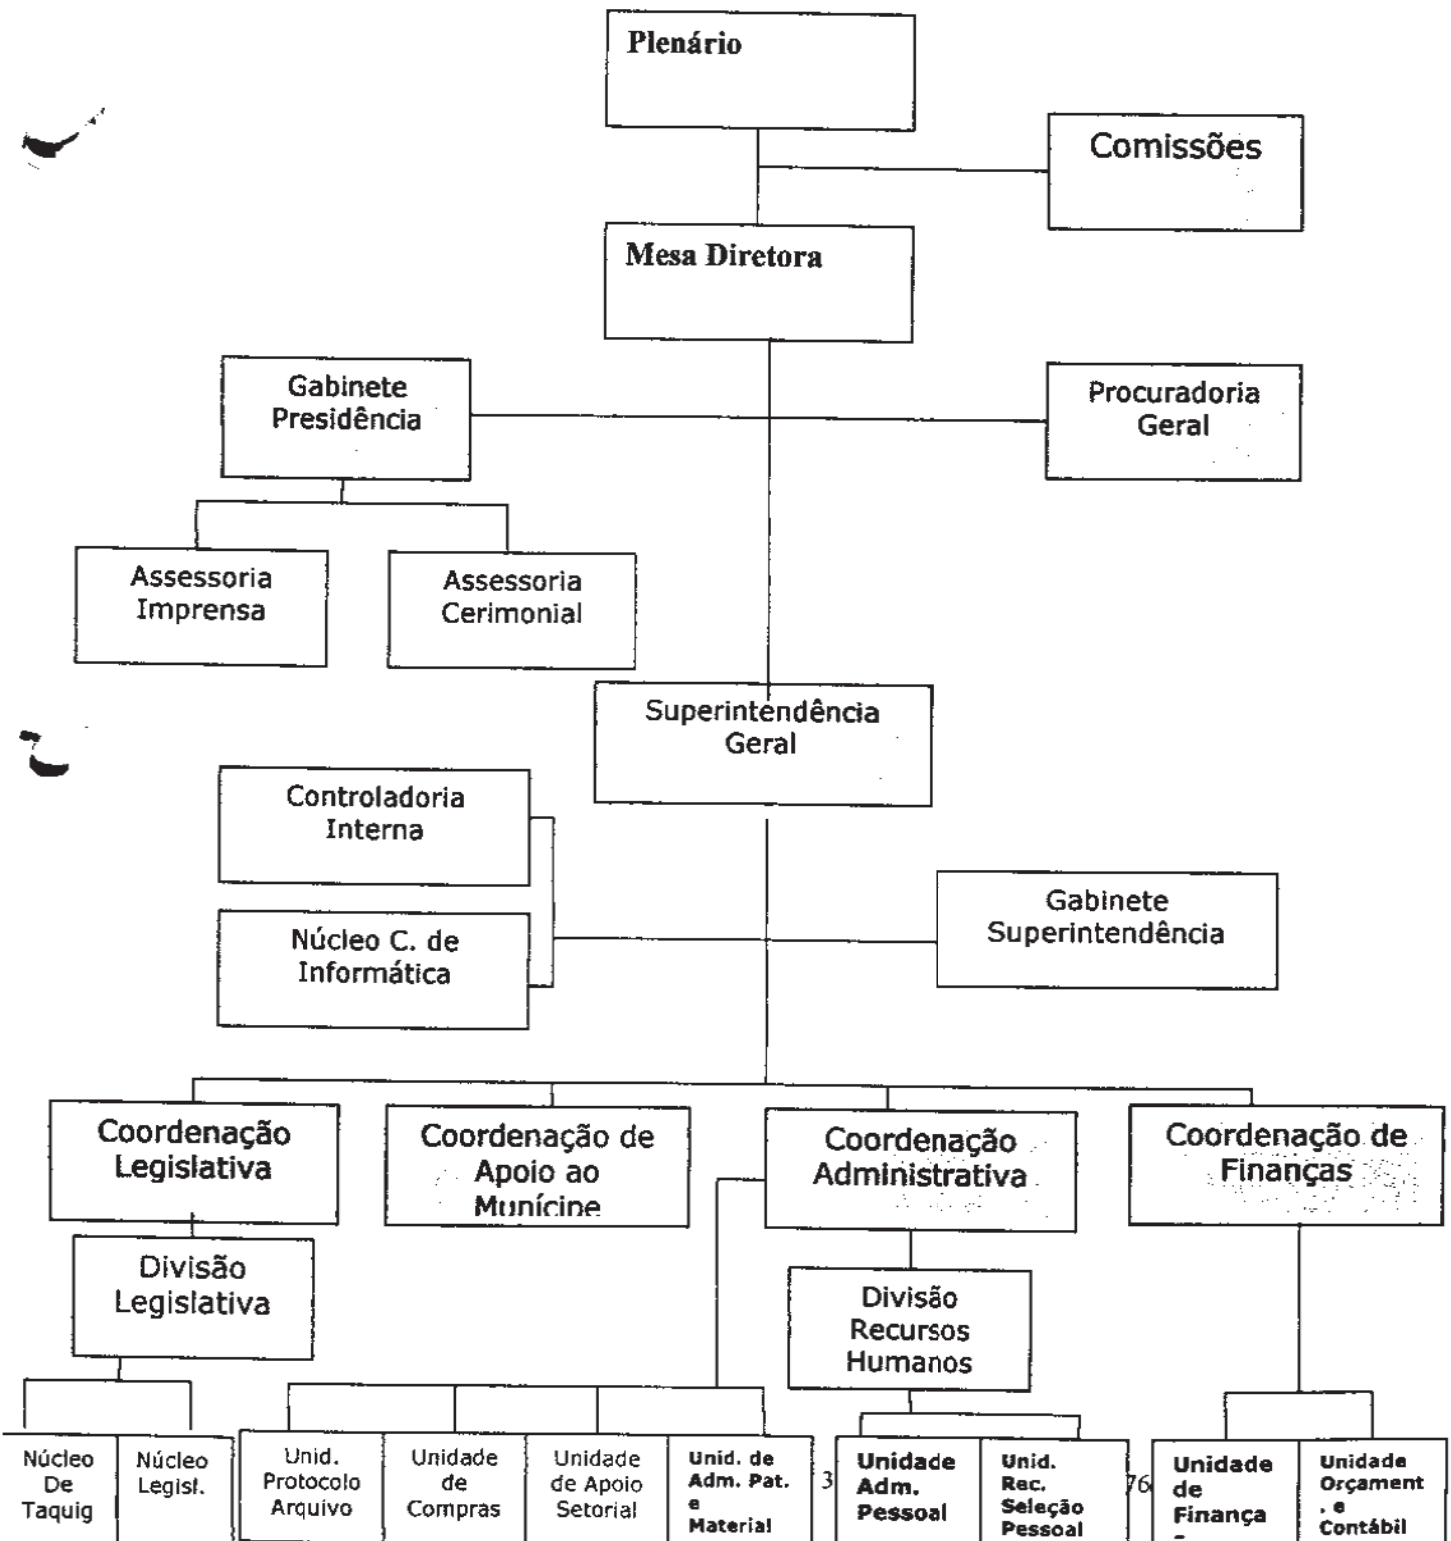 Plenário
Comissões
Mesa Diretora
Gabinete
Presidência
Procuradoria
Geral
Assessoria
Imprensa
Assessoria
Cerimonial
Superintendência
Geral
Controladoria
Interna
Gabinete
Superintendência
Núcleo C. de
Informática
Coordenação
Legislativa
Coordenação de
Apoio ao
Munícipe
Coordenação
Administrativa
Coordenação de
Finanças
Divisão
Legislativa
Divisão
Recursos
Humanos
Núcleo
De
Taquig
Núcleo
Legisl.
Unid.
Protocolo
Arquivo
Unidade
de
Compras
Unidade
de Apoio
Setorial
Unid. de
Adm. Pat.
e
Material
3
Unidade
Adm.
Pessoal
Unid.
Rec.
Seleção
Pessoal
76
Unidade
de
Finança
Unidade
Orçament
. e
Contábil